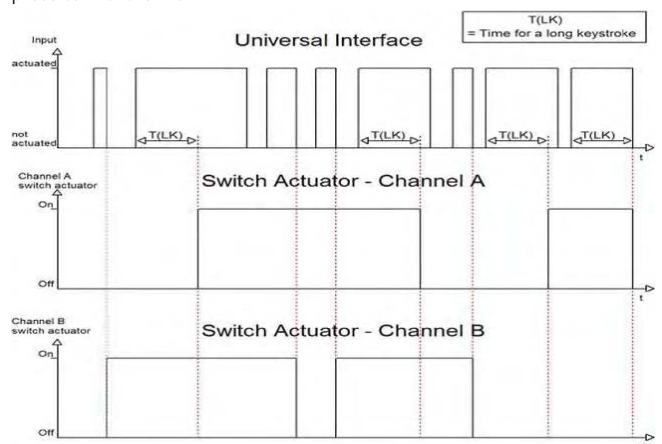 T(LK)
= Time for a long keystroke
Input
Universal Interface
actuated
T(LK) T(LK) T(LK) T(LK)
not
actuated
t
Channel A
switch actuator
Switch Actuator - Channel A
On
Off
t
Channel B
switch actuator
Switch Actuator - Channel B
On
Off